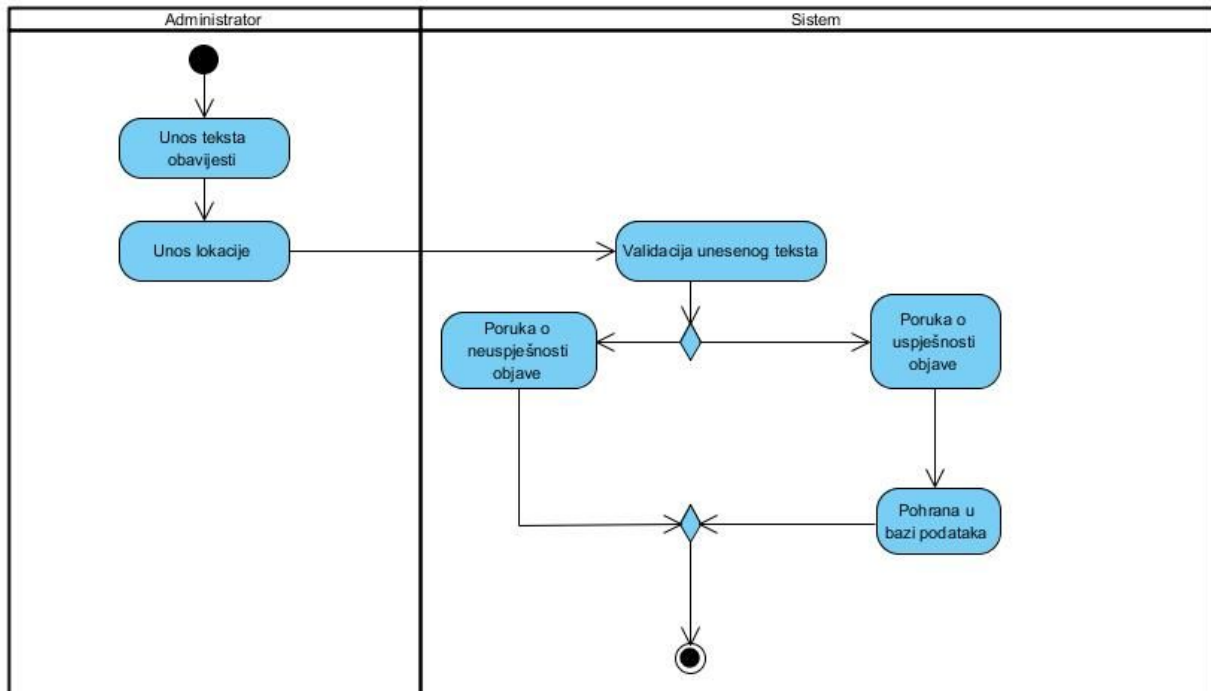 Administrator
Sistem
Unos teksta
obavijesti
Unos lokacije
Validacija unesenog teksta
Poruka o
neuspješnosti
objave
Poruka o
uspješnosti
objave
Pohrana u
bazi podataka